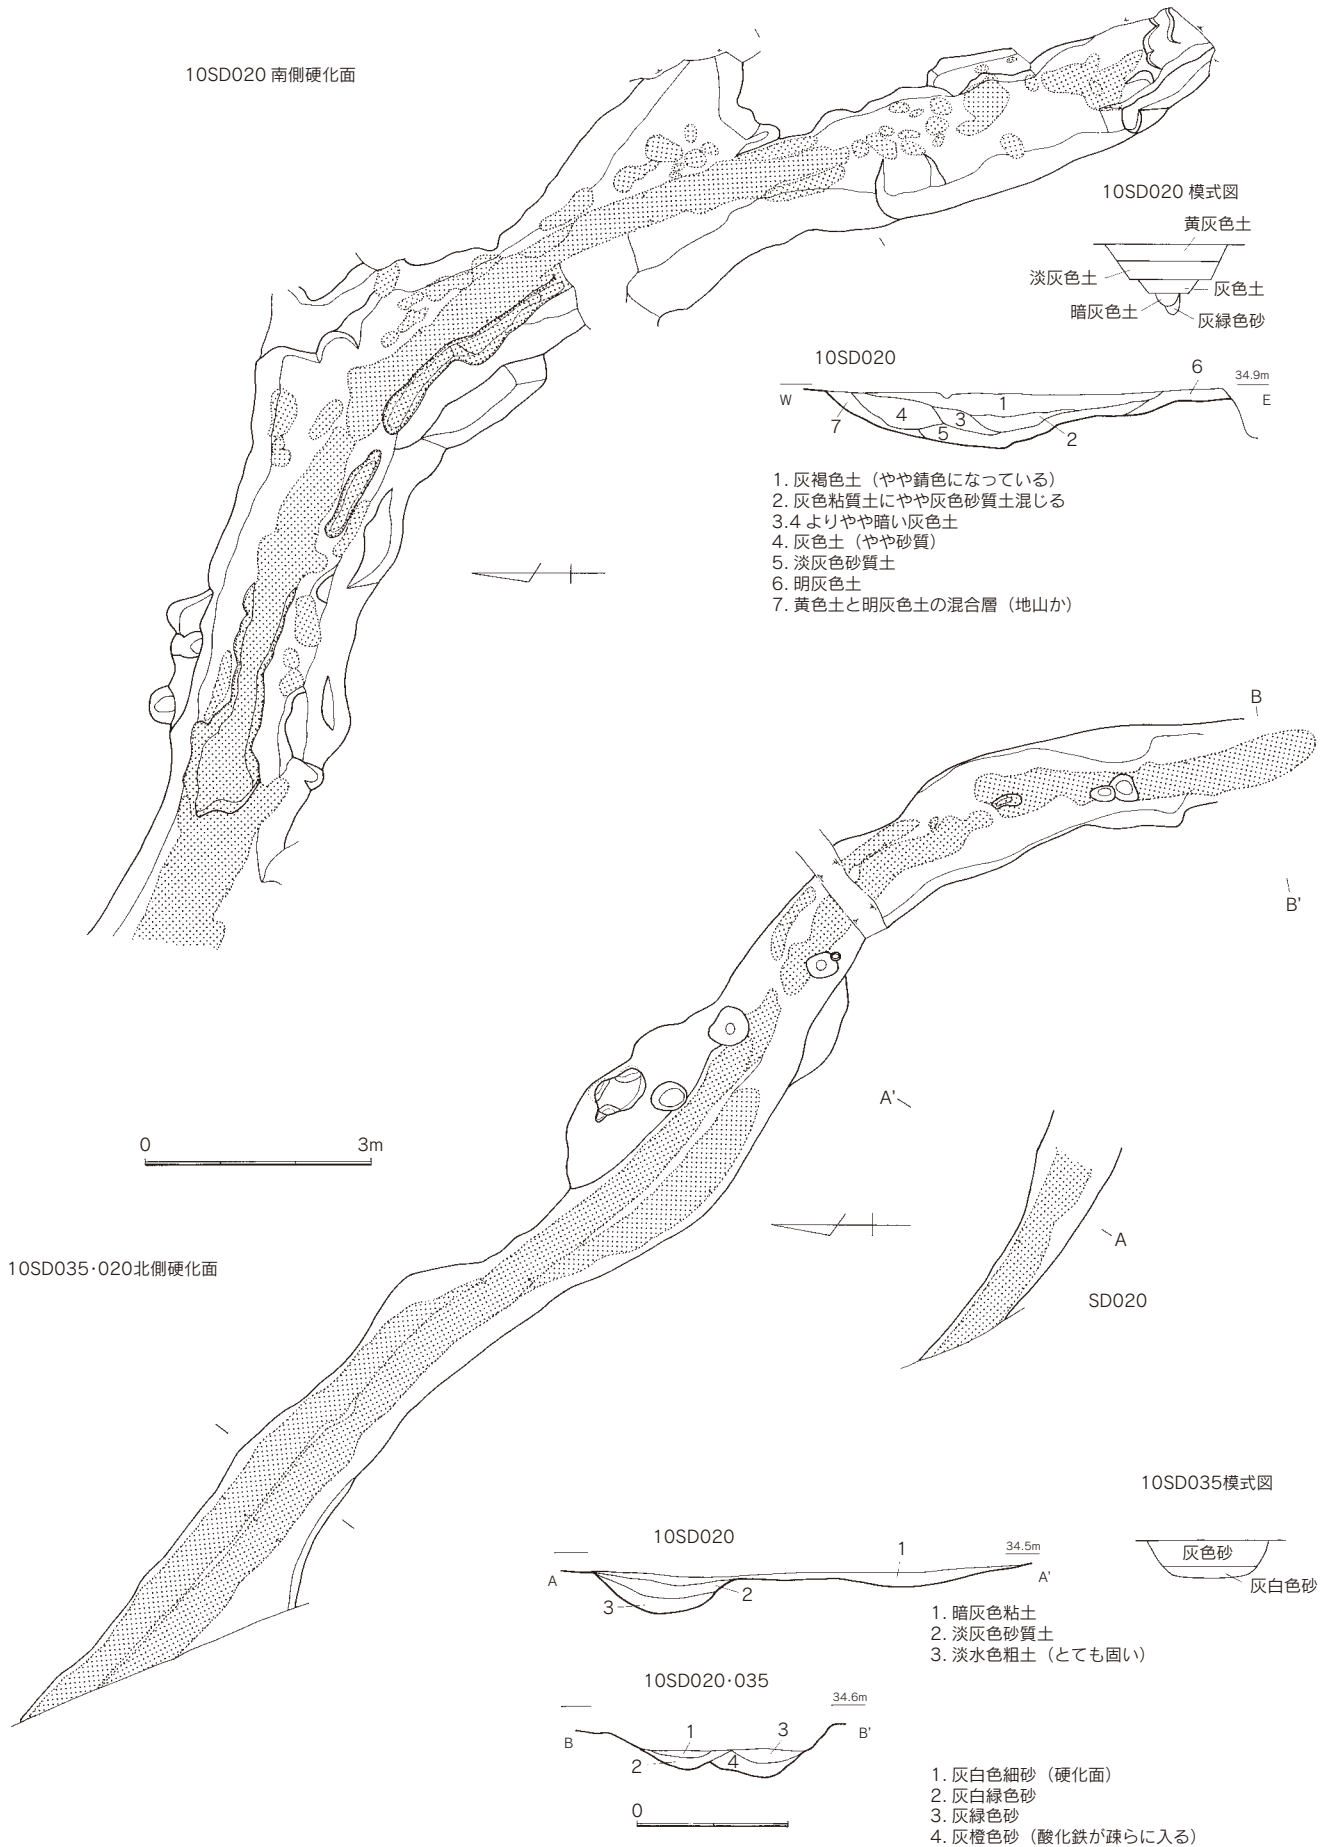 10SD020 南側硬化面
10SD020 模式図
黄灰色土
淡灰色土
灰色土
暗灰色土
灰緑色砂
10SD020
34.9m
W
E
6
1
4
3
7
5
2
1. 灰褐色土（やや錆色になっている）
2. 灰色粘質土にやや灰色砂質土混じる
3.4 よりやや暗い灰色土
4. 灰色土（やや砂質）
5. 淡灰色砂質土
6. 明灰色土
7. 黄色土と明灰色土の混合層（地山か）
B
B'
A'
0 3m
A
10SD035・020北側硬化面
SD020
10SD035模式図
灰色砂
灰白色砂
10SD020
34.5m
A
A'
1
2
3
1. 暗灰色粘土
2. 淡灰色砂質土
3. 淡水色粗土（とても固い）
10SD020・035
34.6m
B
B'
1
3
2
4
0
1. 灰白色細砂（硬化面）
2. 灰白緑色砂
3. 灰緑色砂
4. 灰橙色砂（酸化鉄が疎らに入る）